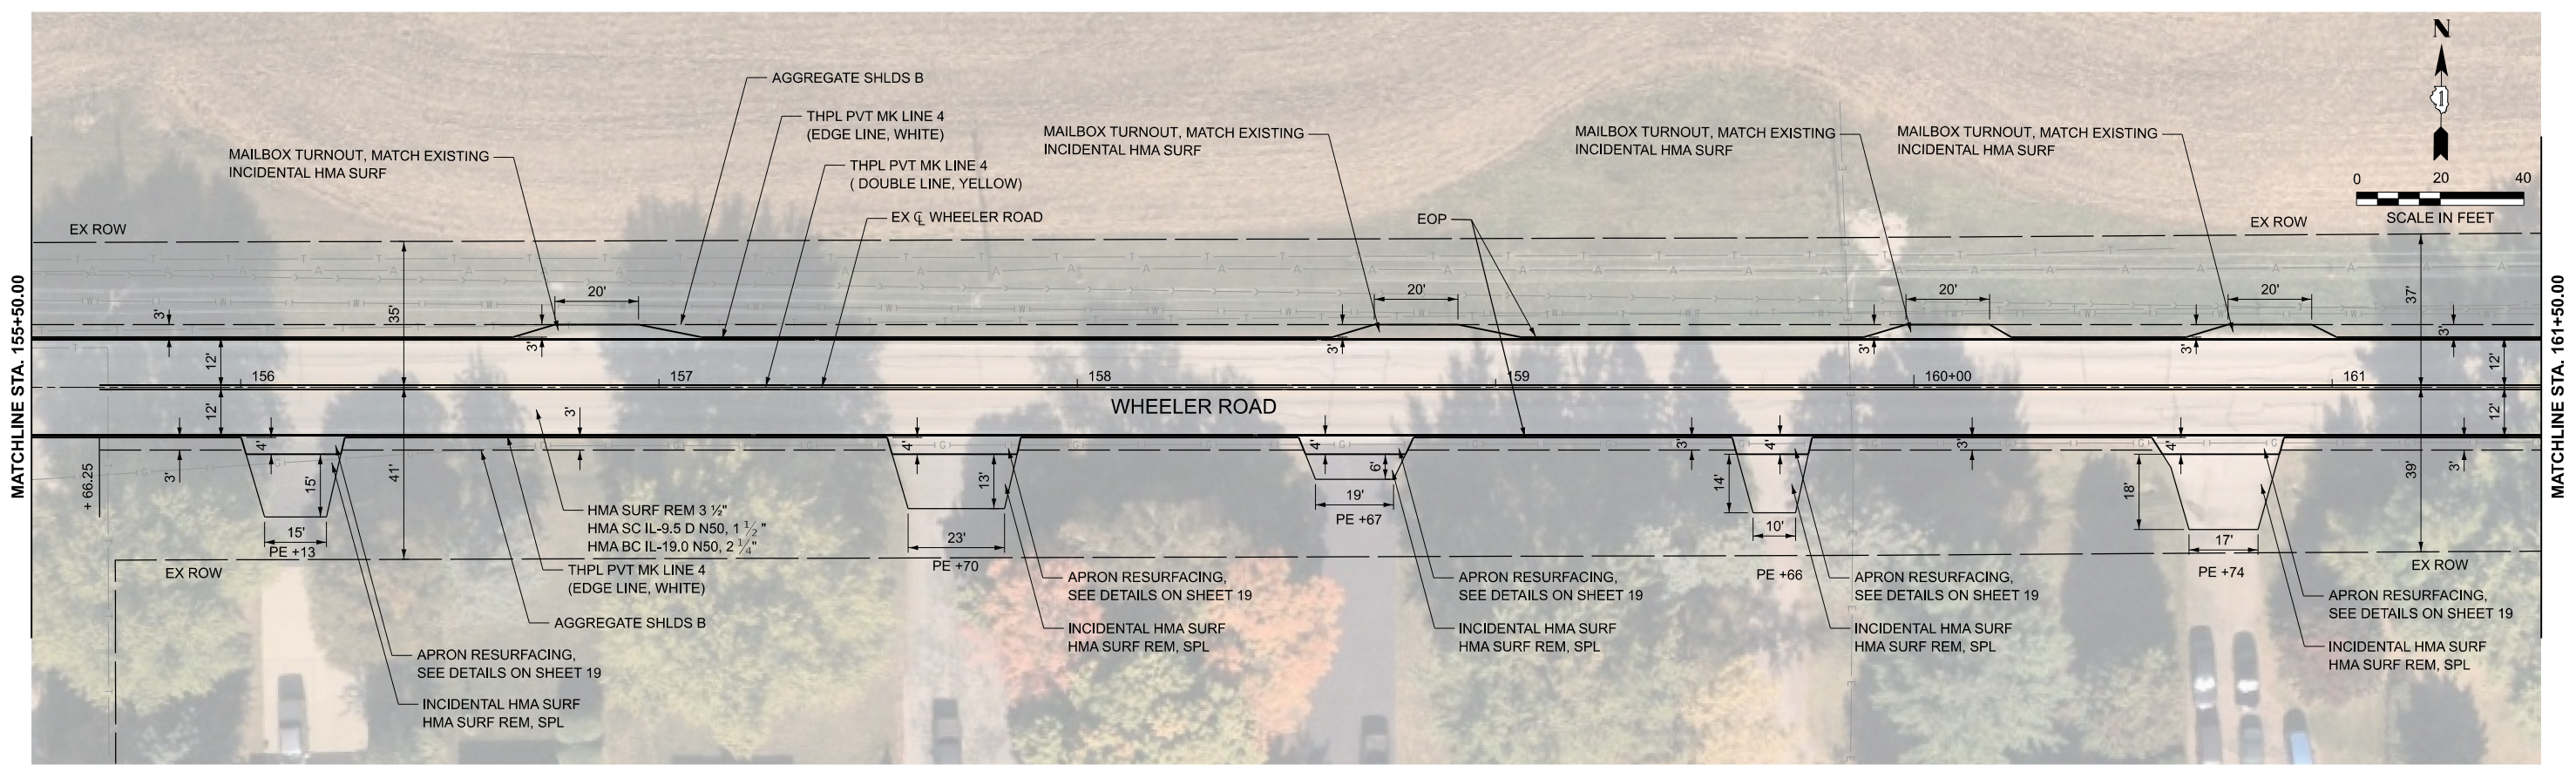 AGGREGATE SHLDS B
THPL PVT MK LINE 4
(EDGE LINE, WHITE)
MAILBOX TURNOUT, MATCH EXISTING
INCIDENTAL HMA SURF
MAILBOX TURNOUT, MATCH EXISTING
INCIDENTAL HMA SURF
MAILBOX TURNOUT, MATCH EXISTING
INCIDENTAL HMA SURF
MAILBOX TURNOUT, MATCH EXISTING
INCIDENTAL HMA SURF
THPL PVT MK LINE 4
( DOUBLE LINE, YELLOW)
EX ℄ WHEELER ROAD
EOP
N
0 20 40
SCALE IN FEET
EX ROW
EX ROW
MATCHLINE STA. 155+50.00
MATCHLINE STA. 161+50.00
20'
20'
20'
20'
3'
35'
37'
3'
3'
3'
3'
3'
12'
12'
156
157
158
159
160+00
161
WHEELER ROAD
12'
12'
3'
3'
3'
3'
3'
4'
4'
4'
4'
4'
+ 66.25
41'
39'
15'
13'
6'
14'
18'
15'
PE +13
23'
PE +70
19'
PE +67
10'
PE +66
17'
PE +74
HMA SURF REM 3 ½"
HMA SC IL-9.5 D N50, 1 1/2 "
HMA BC IL-19.0 N50, 2 1/4"
THPL PVT MK LINE 4
(EDGE LINE, WHITE)
AGGREGATE SHLDS B
EX ROW
EX ROW
APRON RESURFACING,
SEE DETAILS ON SHEET 19
INCIDENTAL HMA SURF
HMA SURF REM, SPL
APRON RESURFACING,
SEE DETAILS ON SHEET 19
INCIDENTAL HMA SURF
HMA SURF REM, SPL
APRON RESURFACING,
SEE DETAILS ON SHEET 19
INCIDENTAL HMA SURF
HMA SURF REM, SPL
APRON RESURFACING,
SEE DETAILS ON SHEET 19
INCIDENTAL HMA SURF
HMA SURF REM, SPL
APRON RESURFACING,
SEE DETAILS ON SHEET 19
INCIDENTAL HMA SURF
HMA SURF REM, SPL